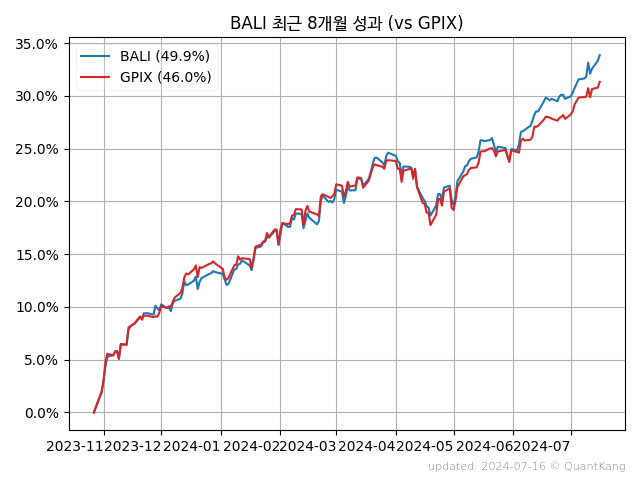 BALI 최근 8개월 성과 (vs GPIX)
35.0%
30.0%
25.0%
20.0%
15.0%
10.0%
5.0%
0.0%
BALI (49.9%)
GPIX (46.0%)
2023-11 2023-12 2024-01 2024-02 2024-03 2024-04 2024-05 2024-06 2024-07
updated: 2024-07-16 © QuantKang